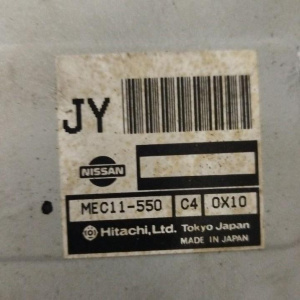 JY
NISSAN
MEC11-550 C4 0X10
Hitachi, Ltd. Tokyo Japan
MADE IN JAPAN